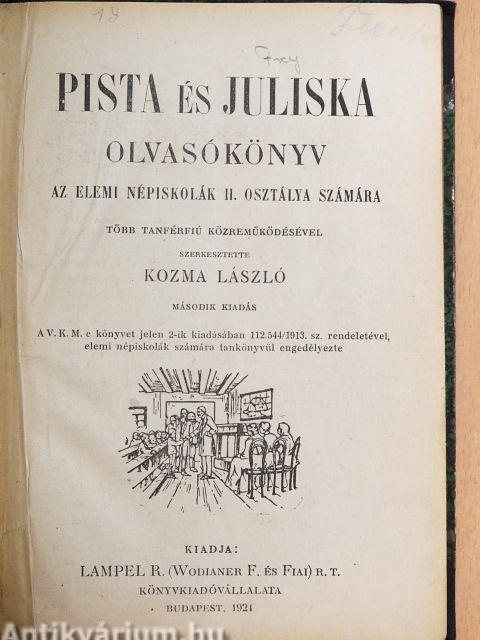 18
PISTA ÉS JULISKA
OLVASÓKÖNYV
AZ ELEMI NÉPISKOLÁK II. OSZTÁLYA SZÁMÁRA
TÖBB TANFÉRFIÚ KÖZREMŰKÖDÉSÉVEL
SZERKESZTETTE
KOZMA LÁSZLÓ
MÁSODIK KIADÁS
A V. K. M. e könyvet jelen 2-ik kiadásában 112.544/1913. sz. rendeletével,
elemi népiskolák számára tankönyvül engedélyezte
KIADJA:
LAMPEL R. (WODIANER F. ÉS FIAI) R. T.
KÖNYVKIADÓVÁLLALATA
BUDAPEST, 1921
Antikvárium.hu